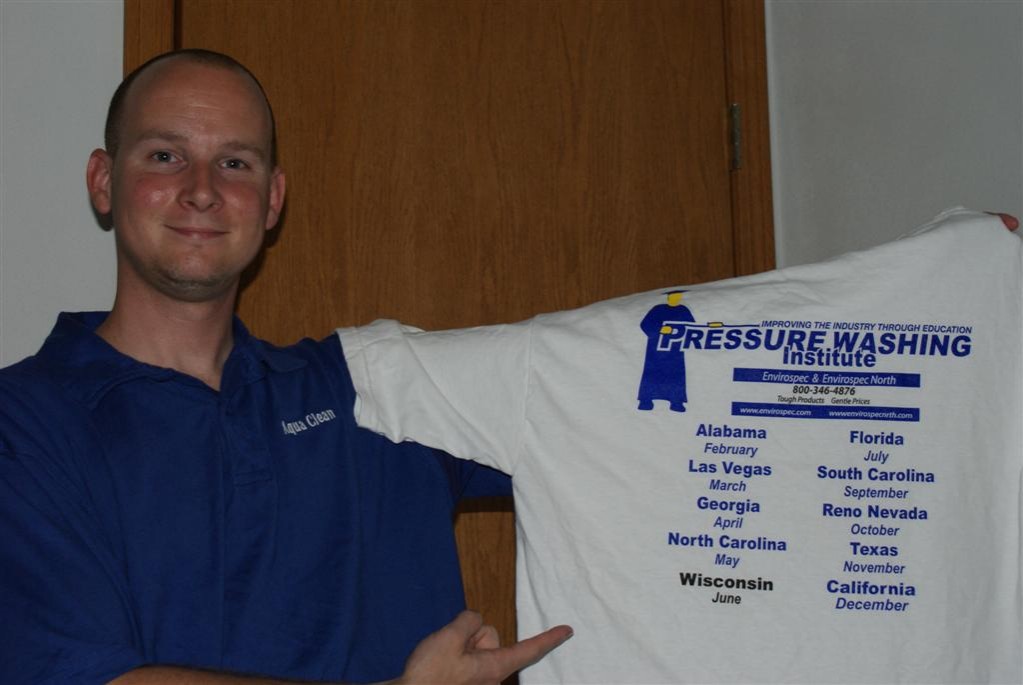 Aqua Clean
IMPROVING THE INDUSTRY THROUGH EDUCATION
PRESSURE WASHING
Institute
Envirospec & Envirospec North
800-346-4876
Tough Products Gentle Prices
www.envirospec.com www.envirospecnrth.com
Alabama
February
Las Vegas
March
Georgia
April
North Carolina
May
Wisconsin
June
Florida
July
South Carolina
September
Reno Nevada
October
Texas
November
California
December